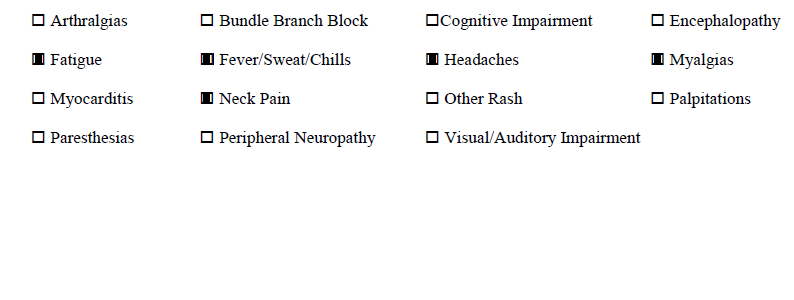 ☐ Arthralgias ☐ Bundle Branch Block ☐Cognitive Impairment ☐ Encephalopathy
■ Fatigue ■ Fever/Sweat/Chills ■ Headaches ■ Myalgias
☐ Myocarditis ■ Neck Pain ☐ Other Rash ☐ Palpitations
☐ Paresthesias ☐ Peripheral Neuropathy ☐ Visual/Auditory Impairment